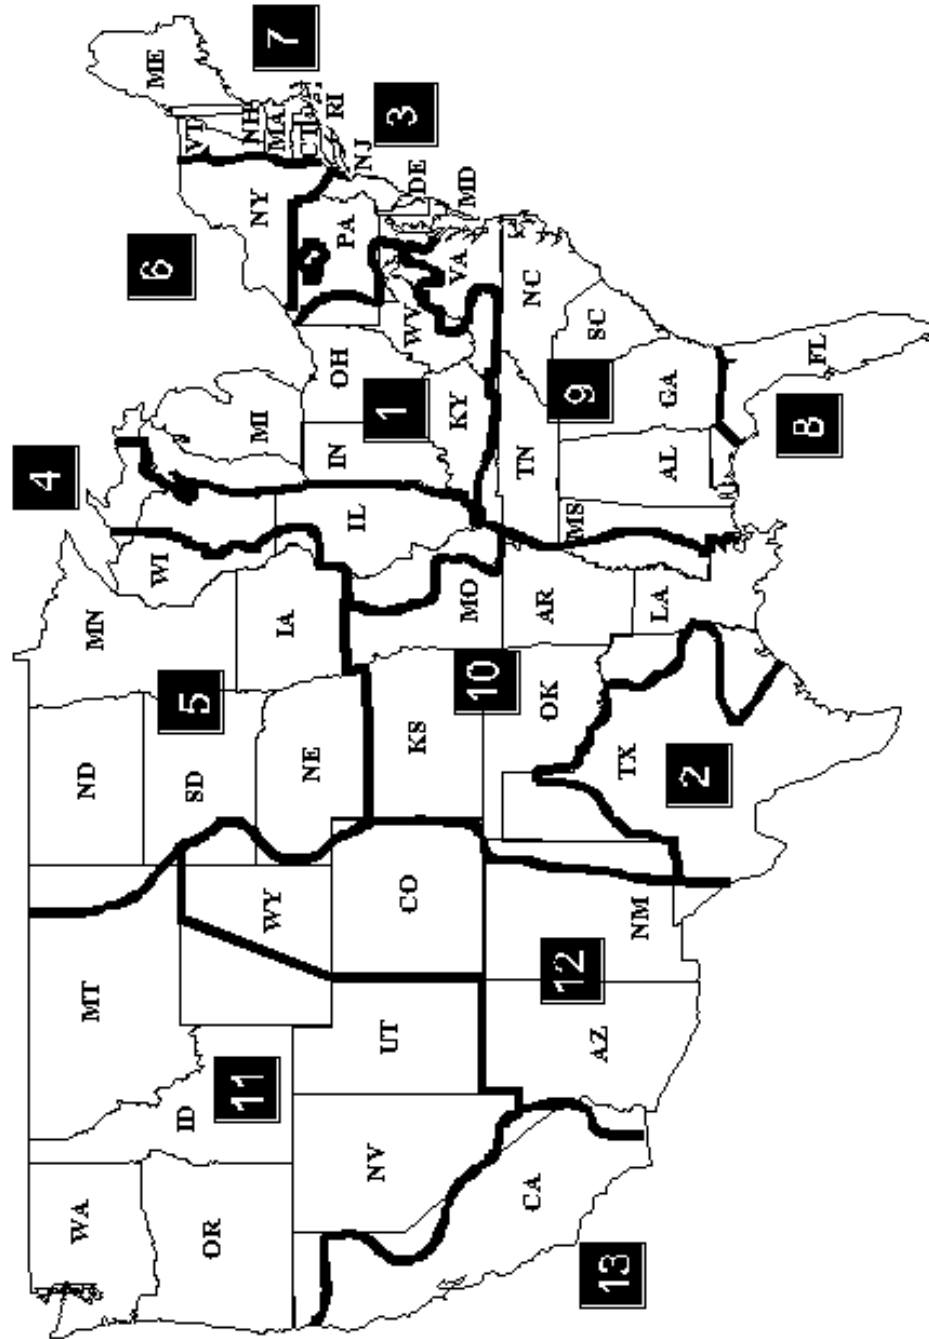 WA
OR
CA
NV
ID
MT
WY
UT
CO
AZ
NM
ND
SD
NE
KS
OK
TX
MN
IA
MO
AR
LA
WI
IL
MI
IN
OH
KY
TN
MS
AL
GA
FL
SC
NC
VA
WV
PA
NY
VT
NH
MA
CT
RI
ME
NJ
DE
MD
1
2
3
4
5
6
7
8
9
10
11
12
13